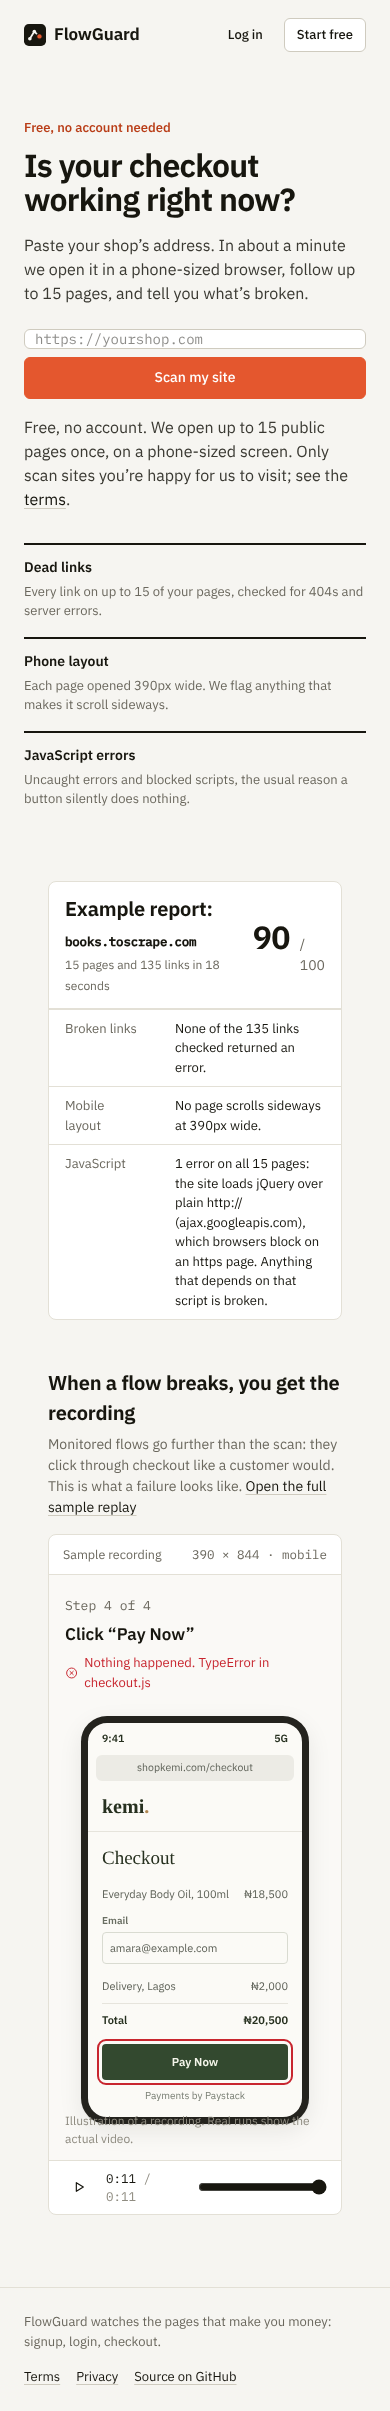 FlowGuard
Log in
Start free
Free, no account needed
Is your checkout
working right now?
Paste your shop’s address. In about a minute
we open it in a phone-sized browser, follow up
to 15 pages, and tell you what’s broken.
https://yourshop.com
Scan my site
Free, no account. We open up to 15 public
pages once, on a phone-sized screen. Only
scan sites you’re happy for us to visit; see the
terms.
Dead links
Every link on up to 15 of your pages, checked for 404s and
server errors.
Phone layout
Each page opened 390px wide. We flag anything that
makes it scroll sideways.
JavaScript errors
Uncaught errors and blocked scripts, the usual reason a
button silently does nothing.
Example report:
books.toscrape.com
15 pages and 135 links in 18
seconds
90 /
100
Broken links
None of the 135 links
checked returned an
error.
Mobile
layout
No page scrolls sideways
at 390px wide.
JavaScript
1 error on all 15 pages:
the site loads jQuery over
plain http://
(ajax.googleapis.com),
which browsers block on
an https page. Anything
that depends on that
script is broken.
When a flow breaks, you get the
recording
Monitored flows go further than the scan: they
click through checkout like a customer would.
This is what a failure looks like. Open the full
sample replay
Sample recording
390 × 844 · mobile
Step 4 of 4
Click “Pay Now”
Nothing happened. TypeError in
checkout.js
9:41
5G
shopkemi.com/checkout
kemi.
Checkout
Everyday Body Oil, 100ml
₦18,500
Email
amara@example.com
Delivery, Lagos
₦2,000
Total
₦20,500
Pay Now
Payments by Paystack
Illustration of a recording. Real runs show the
actual video.
0:11 /
0:11
FlowGuard watches the pages that make you money:
signup, login, checkout.
Terms
Privacy
Source on GitHub